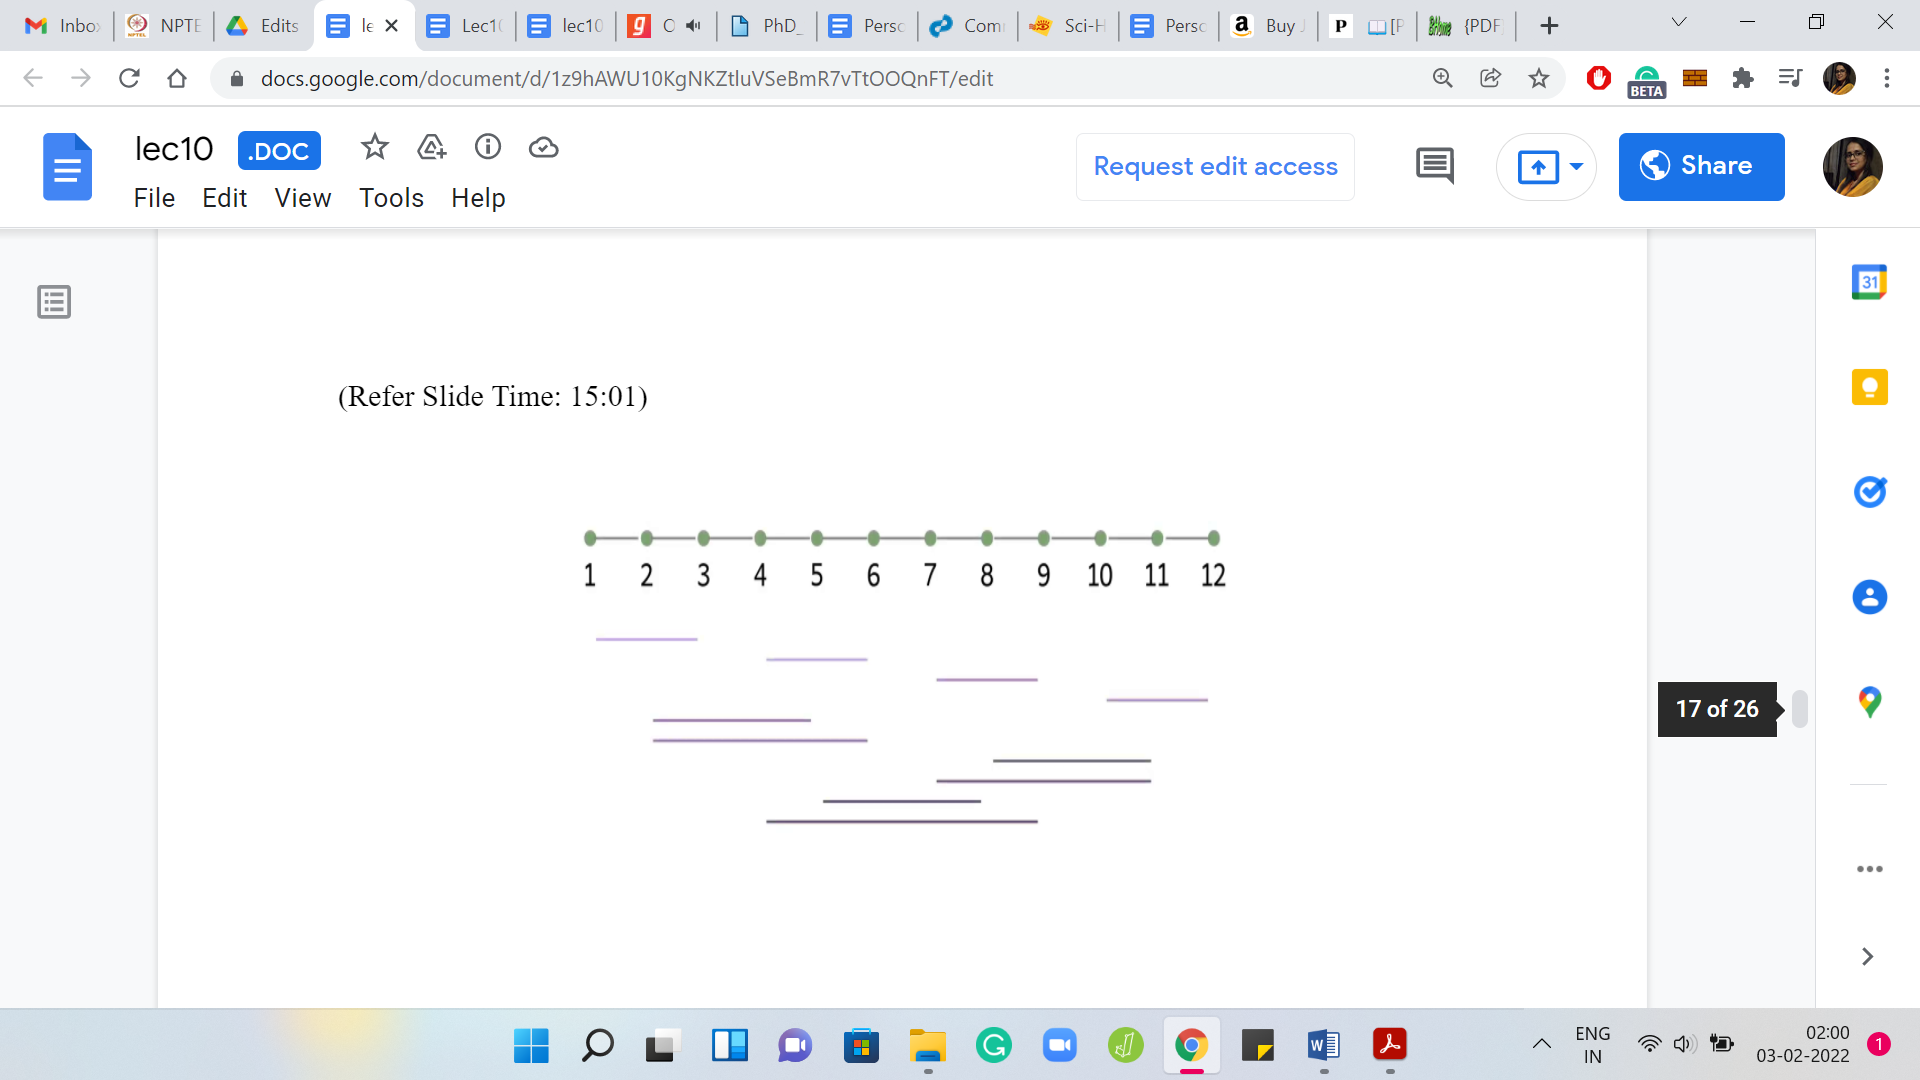 Inbo NPTE Edits le Lec1 lec10 O PhD_ Perso Com Sci-H Perso Buy J [P {PDF
docs.google.com/document/d/1z9hAWU10KgNKZtluVSeBmR7vTtOOQnFT/edit
BETA
lec10 .DOC
Request edit access
Share
File Edit View Tools Help
31
(Refer Slide Time: 15:01)
1 2 3 4 5 6 7 8 9 10 11 12
17 of 26
ENG
IN
02:00
03-02-2022
1